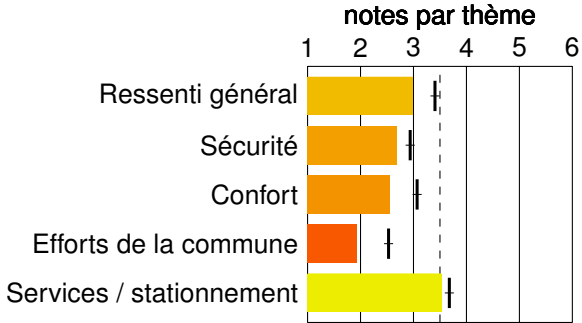 notes par thème
1 2 3 4 5 6
Ressenti général
Sécurité
Confort
Efforts de la commune
Services / stationnement